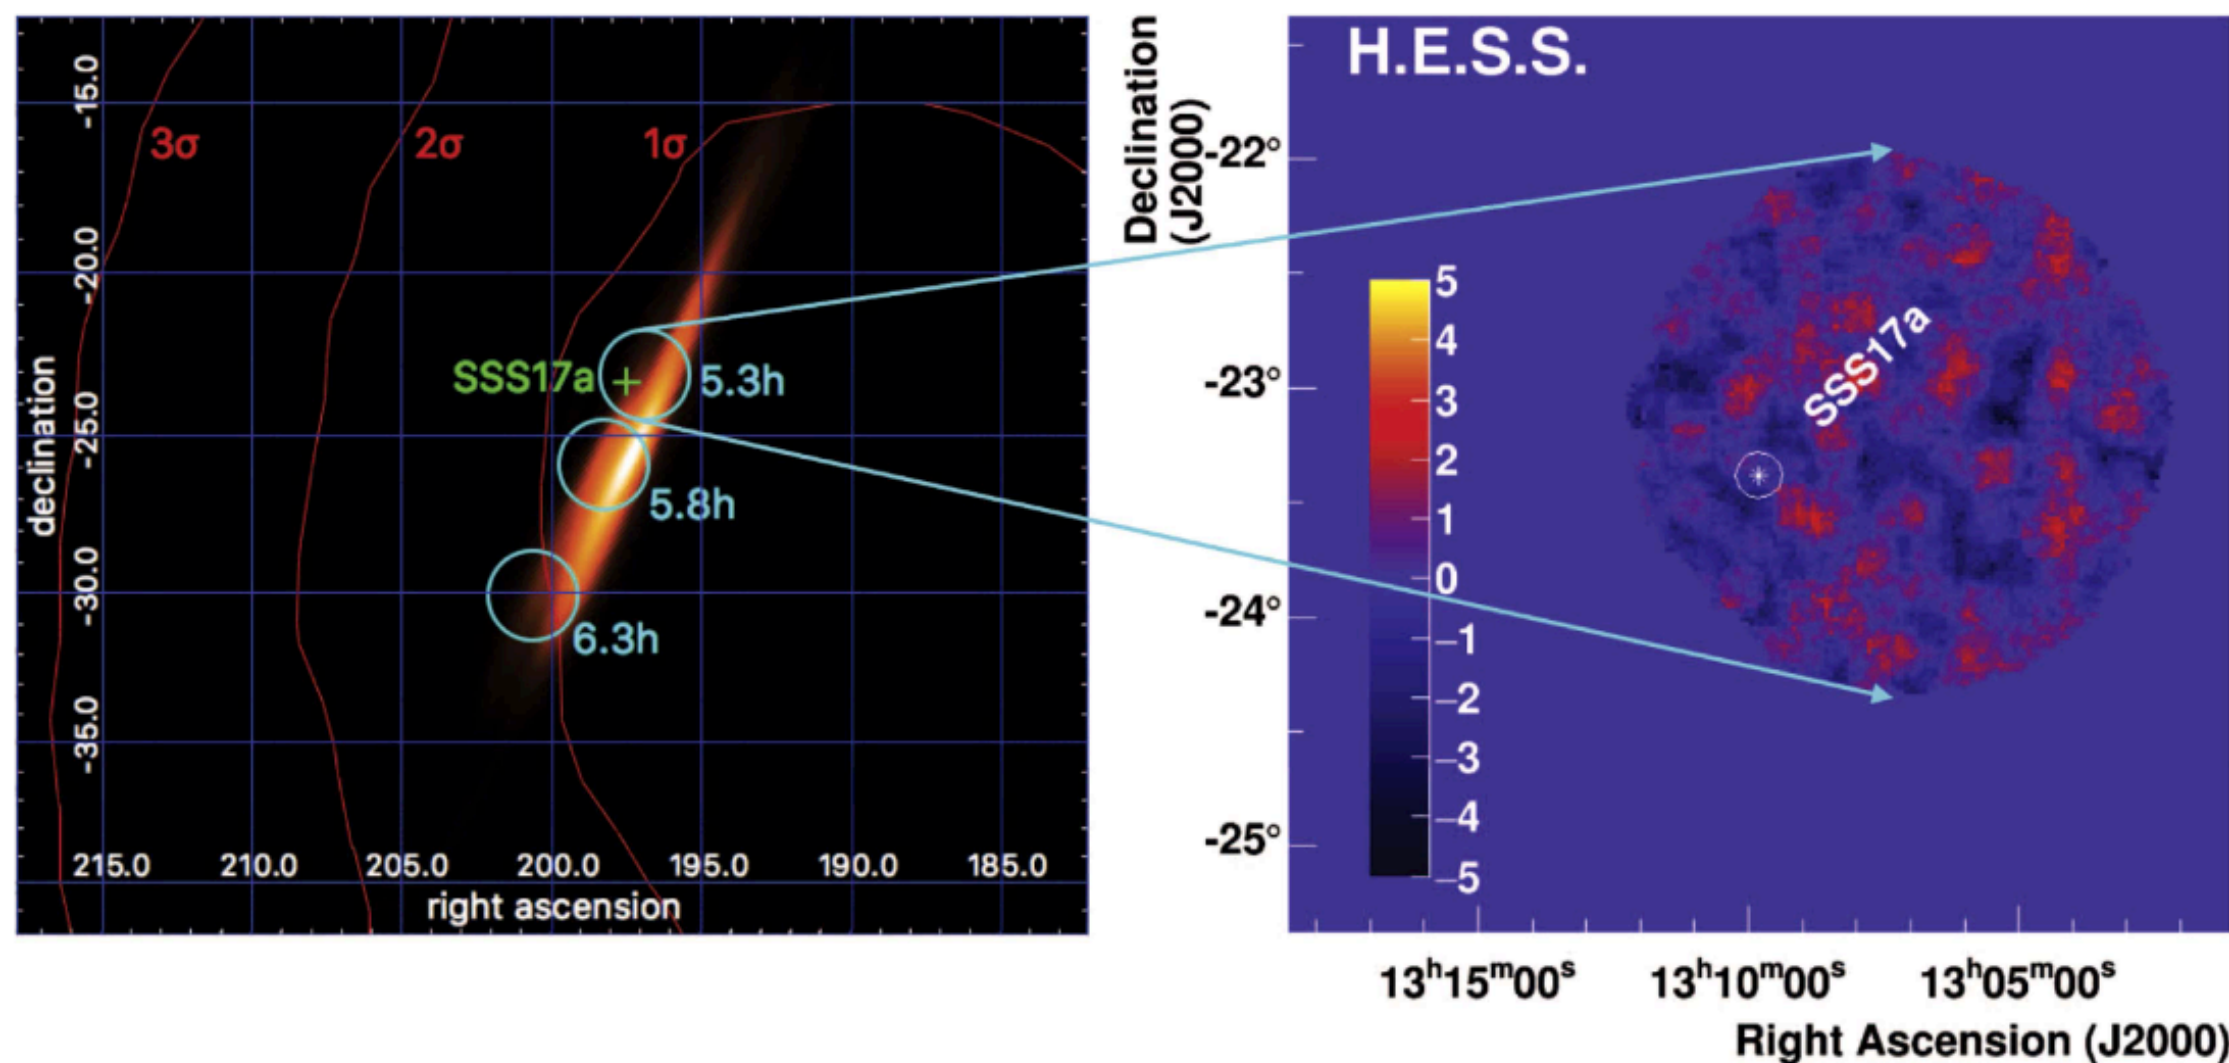 -15.0
-20.0
-25.0
-30.0
-35.0
declination
3σ
2σ
1σ
SSS17a
5.3h
5.8h
6.3h
215.0
210.0
205.0
200.0
195.0
190.0
185.0
right ascension
H.E.S.S.
Declination
(J2000)
-22°
-23°
-24°
-25°
5
4
3
2
1
0
−1
−2
−3
−4
−5
SSS17a
13ʰ15ᵐ00ˢ
13ʰ10ᵐ00ˢ
13ʰ05ᵐ00ˢ
Right Ascension (J2000)